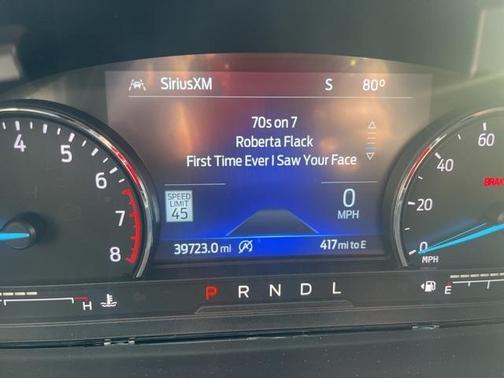 SiriusXM S 80°
70s on 7
Roberta Flack
First Time Ever I Saw Your Face
SPEED
LIMIT
45
0
MPH
39723.0 mi 417 mi to E
4 5 6 7 8
H
P R N D L
0 20 40 60
BRAK
MPH
E